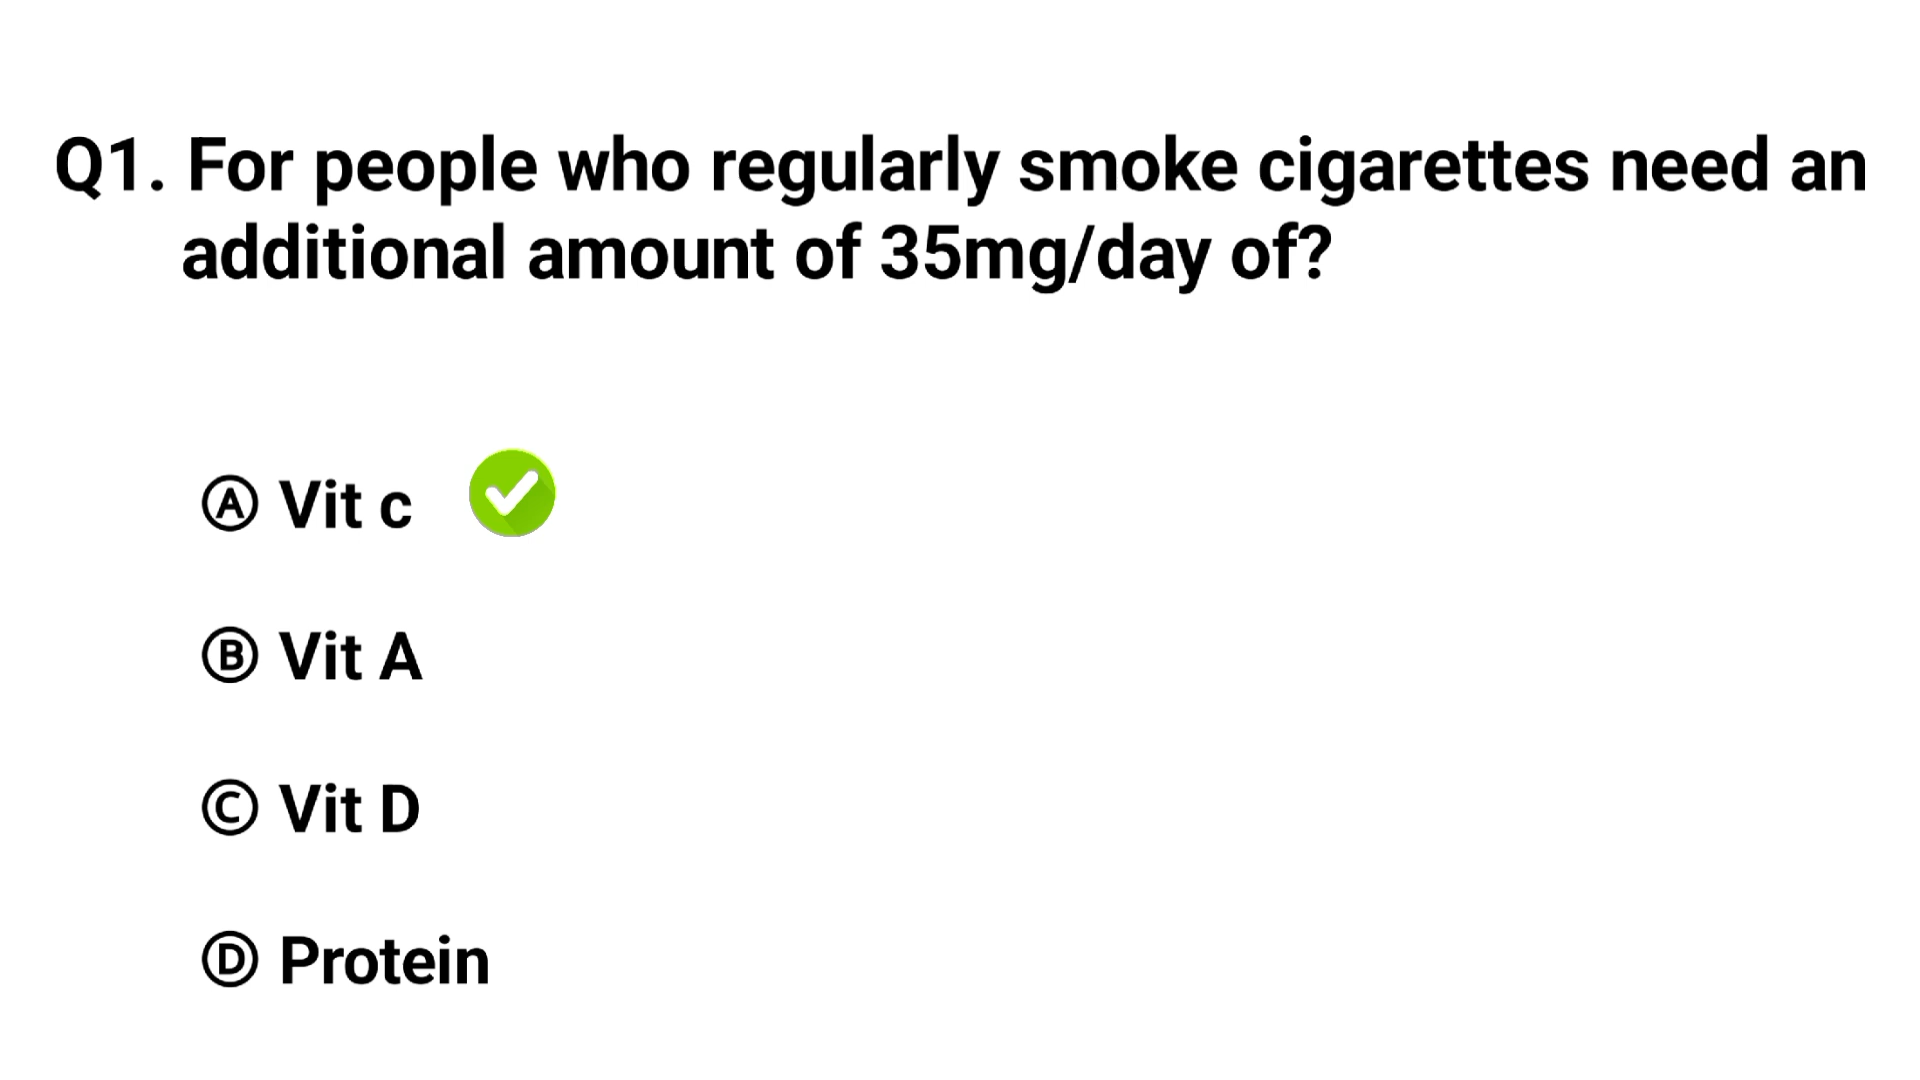 Q1. For people who regularly smoke cigarettes need an
additional amount of 35mg/day of?
Ⓐ Vit c
Ⓑ Vit A
Ⓒ Vit D
Ⓓ Protein